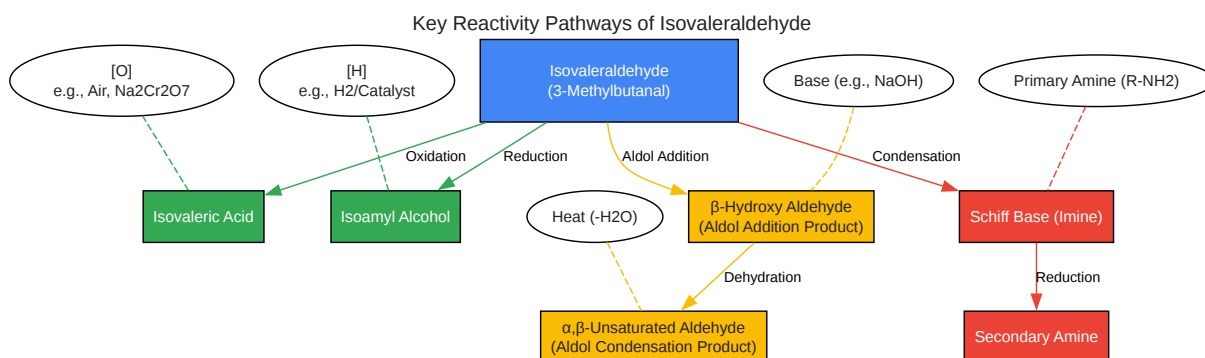 Key Reactivity Pathways of Isovaleraldehyde
[O]
e.g., Air, Na2Cr2O7
[H]
e.g., H2/Catalyst
Isovaleraldehyde
(3-Methylbutanal)
Base (e.g., NaOH)
Primary Amine (R-NH2)
Oxidation
Reduction
Aldol Addition
Condensation
Isovaleric Acid
Isoamyl Alcohol
Heat (-H2O)
β-Hydroxy Aldehyde
(Aldol Addition Product)
Schiff Base (Imine)
Dehydration
Reduction
α,β-Unsaturated Aldehyde
(Aldol Condensation Product)
Secondary Amine